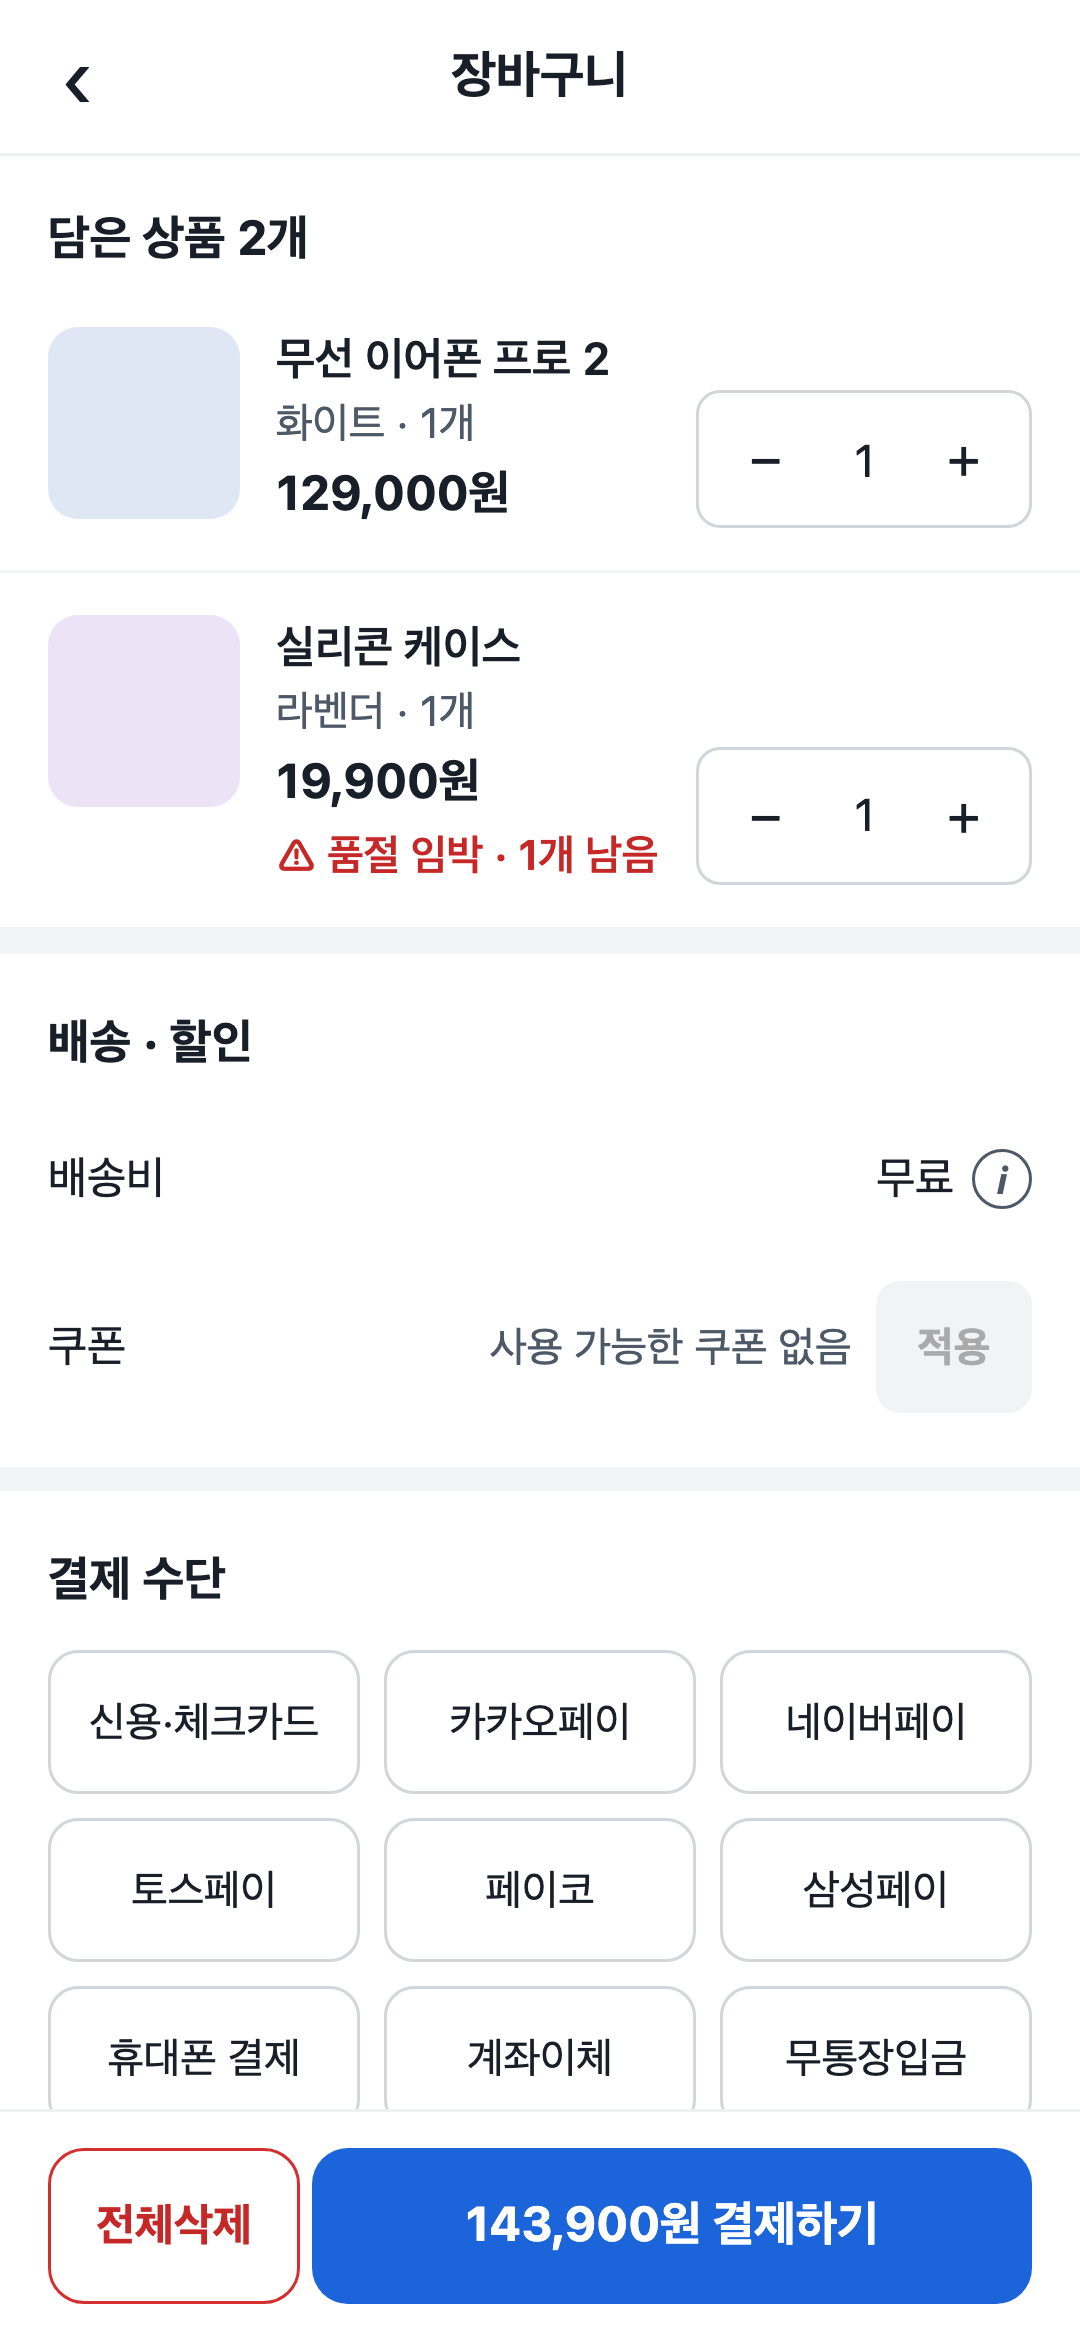 장바구니
담은 상품 2개
무선 이어폰 프로 2
화이트 · 1개
129,000원
− 1 +
실리콘 케이스
라벤더 · 1개
19,900원
품절 임박 · 1개 남음
− 1 +
배송 · 할인
배송비 무료 i
쿠폰 사용 가능한 쿠폰 없음 적용
결제 수단
신용·체크카드 카카오페이 네이버페이
토스페이 페이코 삼성페이
휴대폰 결제 계좌이체 무통장입금
전체삭제 143,900원 결제하기